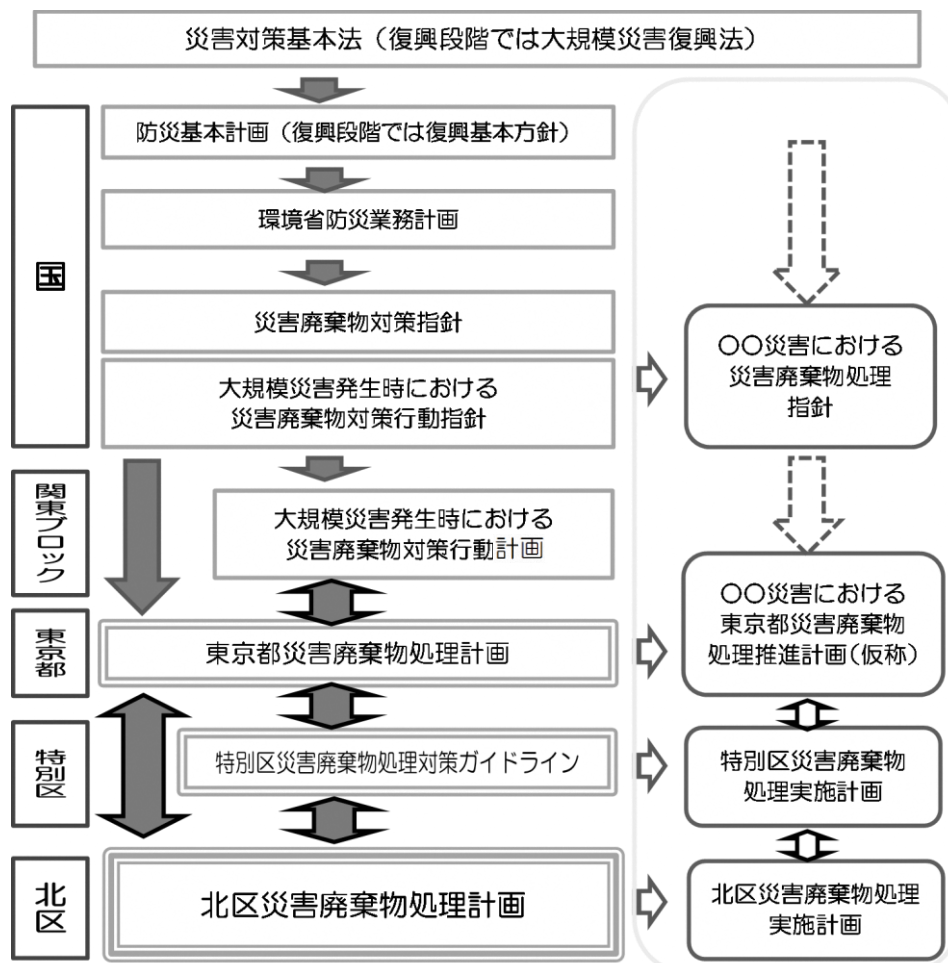 災害対策基本法（復興段階では大規模災害復興法）
国
防災基本計画（復興段階では復興基本方針）
環境省防災業務計画
災害廃棄物対策指針
大規模災害発生時における
災害廃棄物対策行動指針
〇〇災害における
災害廃棄物処理
指針
関東ブロック
大規模災害発生時における
災害廃棄物対策行動計画
東京都
東京都災害廃棄物処理計画
〇〇災害における
東京都災害廃棄物
処理推進計画(仮称)
特別区
特別区災害廃棄物処理対策ガイドライン
特別区災害廃棄物
処理実施計画
北区
北区災害廃棄物処理計画
北区災害廃棄物処理
実施計画